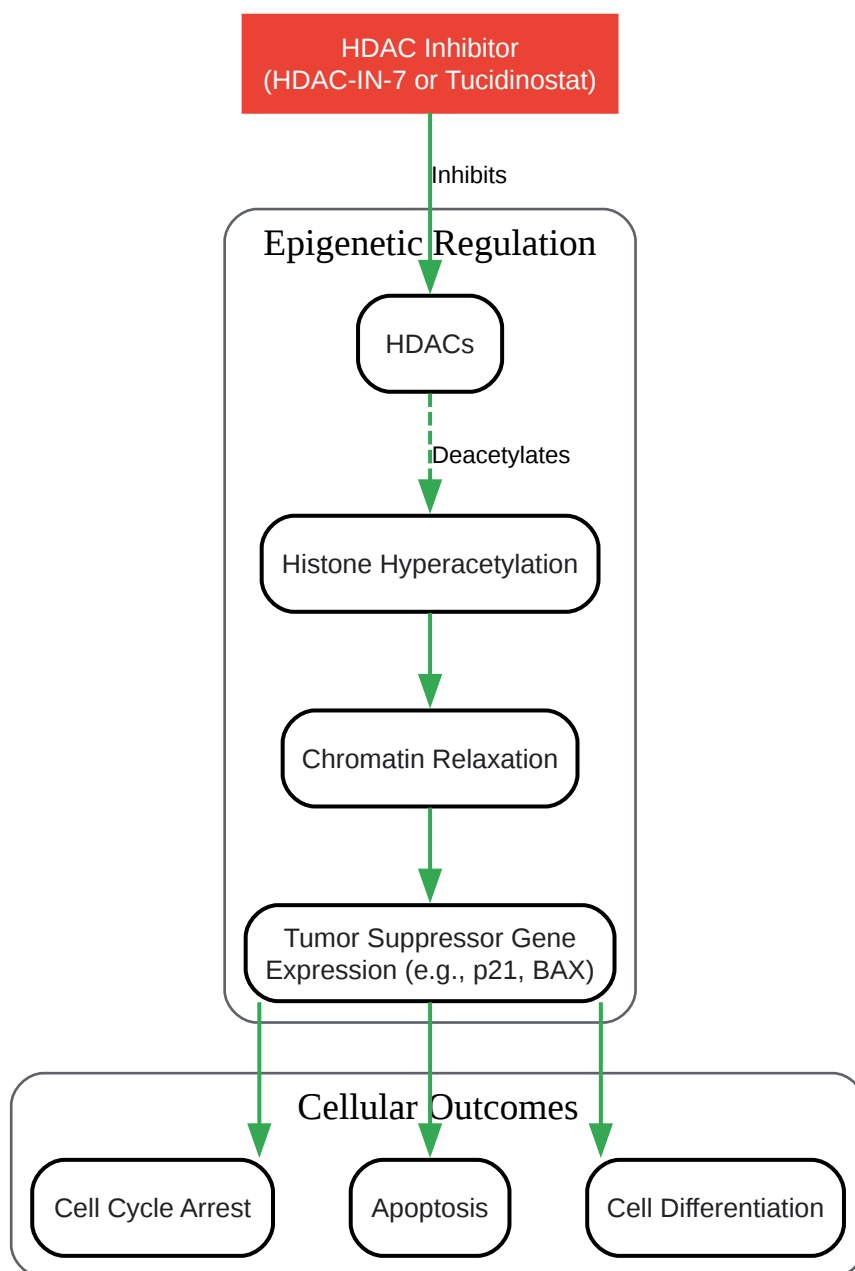 HDAC Inhibitor
(HDAC-IN-7 or Tucidinostat)
Inhibits
Epigenetic Regulation
HDACs
Deacetylates
Histone Hyperacetylation
Chromatin Relaxation
Tumor Suppressor Gene
Expression (e.g., p21, BAX)
Cellular Outcomes
Cell Cycle Arrest
Apoptosis
Cell Differentiation